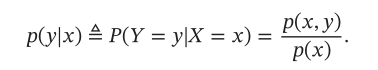 p(y|x) ≜ P(Y = y|X = x) = p(x, y) / p(x).